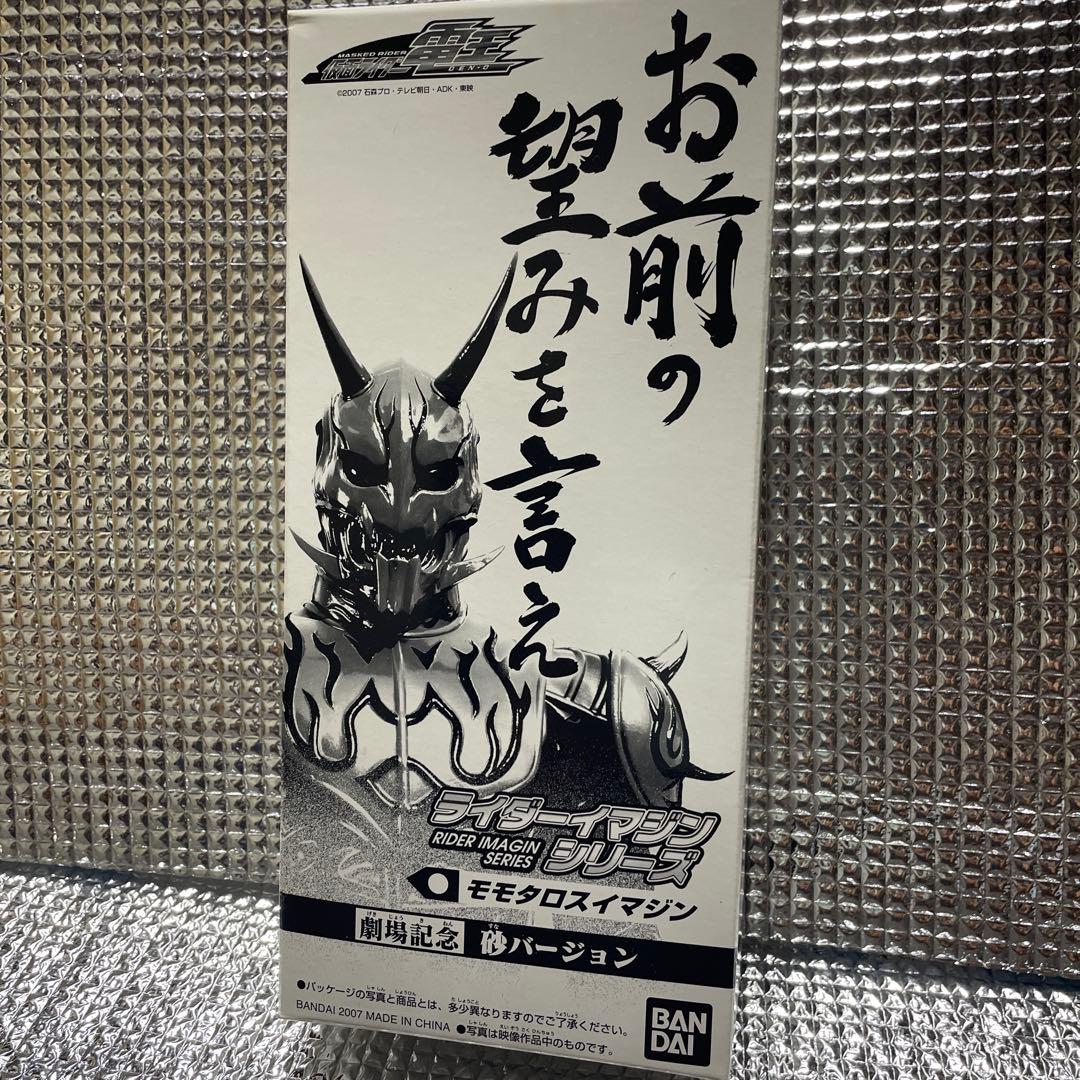 MASKED RIDER
仮面ライダー電王
DEN-O
©2007 石森プロ・テレビ朝日・ADK・東映
お前の
望みを言え
ライダーイマジン
シリーズ
RIDER IMAGIN
SERIES
モモタロスイマジン
劇場記念 砂バージョン
●パッケージの写真と商品とは、多少異なりますのでご了承ください。
BANDAI 2007 MADE IN CHINA ●写真は映像作品中のものです。
BAN
DAI